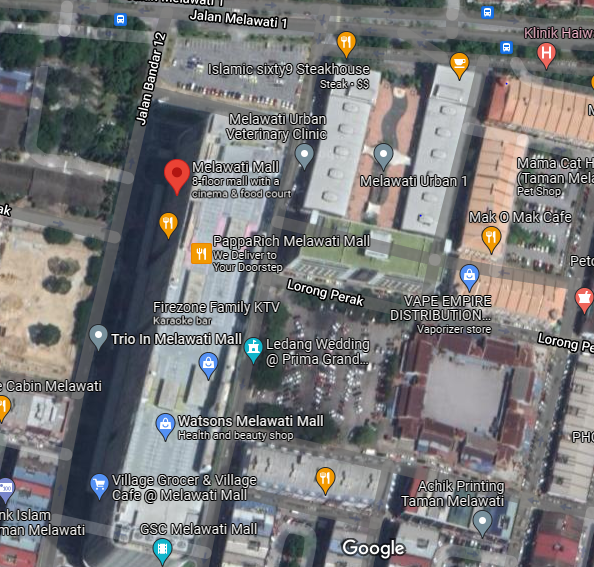 Jalan Melawati 1
Klinik Haiwa
Jalan Bandar 12
Islamic sixty9 Steakhouse
Steak · $$
Melawati Urban
Veterinary Clinic
Melawati Mall
8-floor mall with a
cinema & food court
Melawati Urban 1
Mama Cat H
(Taman Mela
Pet Shop
Mak O Mak Cafe
PappaRich Melawati Mall
We Deliver to
Your Doorstep
Lorong Perak
Firezone Family KTV
Karaoke bar
VAPE EMPIRE
DISTRIBUTION...
Vaporizer store
Peto
Trio In Melawati Mall
Ledang Wedding
@ Prima Grand...
Lorong Pe
e Cabin Melawati
Watsons Melawati Mall
Health and beauty shop
PHO
Village Grocer & Village
Cafe @ Melawati Mall
Achik Printing
Taman Melawati
nk Islam
man Melawati
GSC Melawati Mall
Google